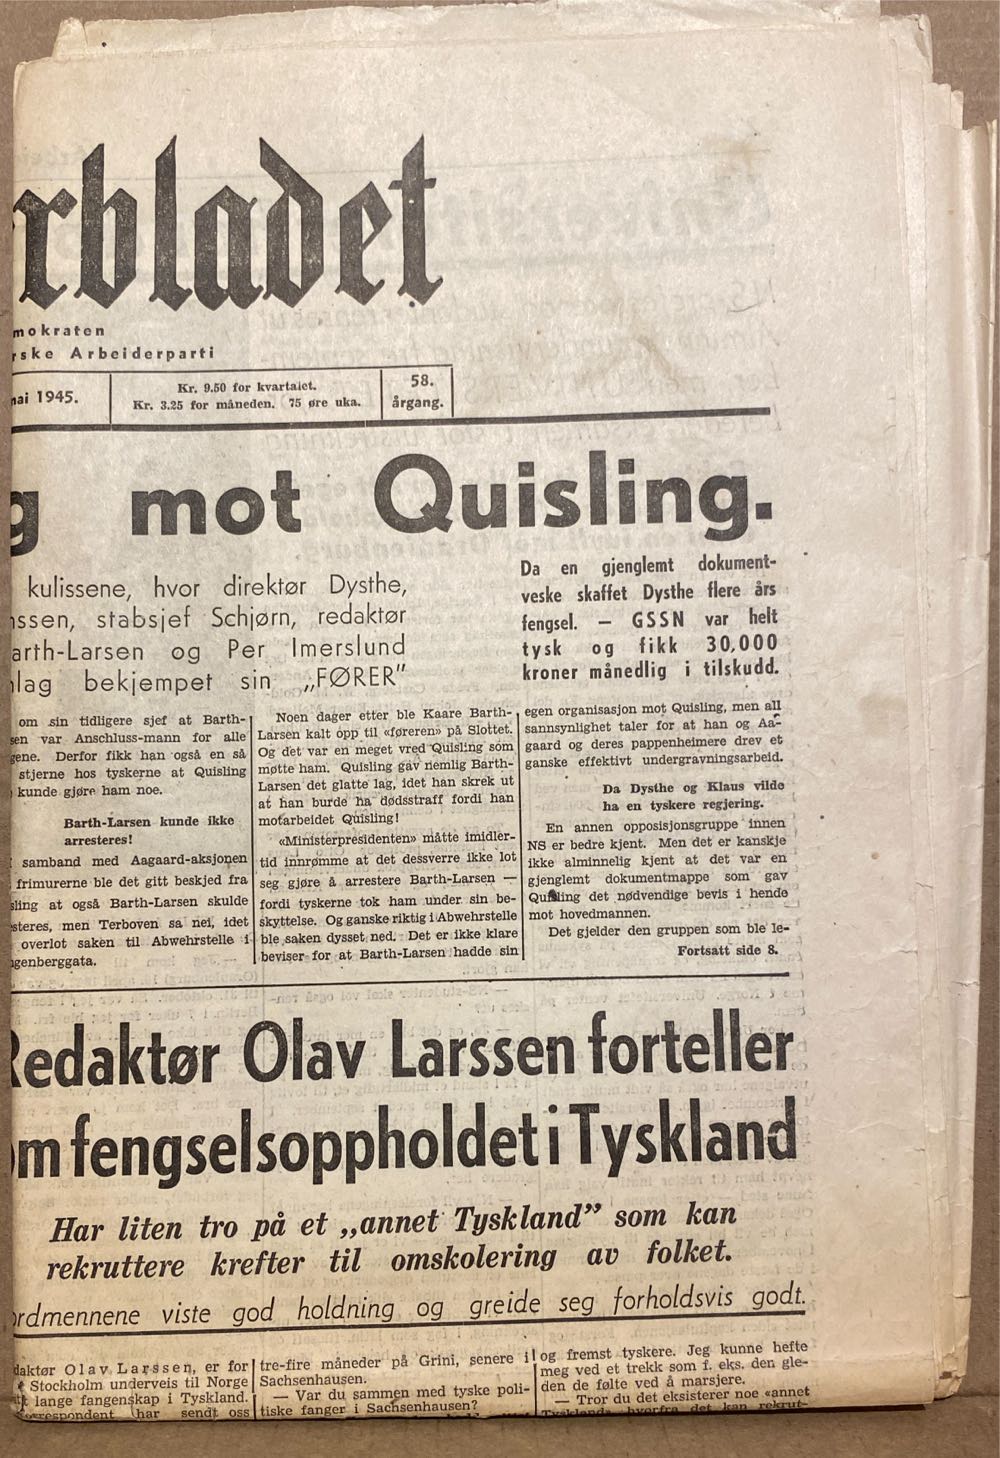 rbladet
mokraten
rske Arbeiderparti
mai 1945.
Kr. 9.50 for kvartalet.
Kr. 3.25 for måneden. 75 øre uka.
58.
årgang.
g mot Quisling.
kulissene, hvor direktør Dysthe,
ssen, stabsjef Schjørn, redaktør
arth-Larsen og Per Imerslund
lag bekjempet sin „FØRER”
Da en gjenglemt dokument-
veske skaffet Dysthe flere års
fengsel. — GSSN var helt
tysk og fikk 30,000
kroner månedlig i tilskudd.
om sin tidligere sjef at Barth-
sen var Anschluss-mann for alle
gene. Derfor fikk han også en så
stjerne hos tyskerne at Quisling
kunde gjøre ham noe.
Barth-Larsen kunde ikke
arresteres!
samband med Aagaard-aksjonen
frimurerne ble det gitt beskjed fra
sling at også Barth-Larsen skulde
steres, men Terboven sa nei, idet
overlot saken til Abwehrstelle i
genberggata.
Noen dager etter ble Kaare Barth-
Larsen kalt opp til «føreren» på Slottet.
Og det var en meget vred Quisling som
møtte ham. Quisling gav nemlig Barth-
Larsen det glatte lag, idet han skrek ut
at han burde ha dødsstraff fordi han
motarbeidet Quisling!
«Ministerpresidenten» måtte imidler-
tid innrømme at det dessverre ikke lot
seg gjøre å arrestere Barth-Larsen —
fordi tyskerne tok ham under sin be-
skyttelse. Og ganske riktig i Abwehrstelle
ble saken dysset ned. Det er ikke klare
beviser for at Barth-Larsen hadde sin
egen organisasjon mot Quisling, men all
sannsynlighet taler for at han og Aa-
gaard og deres pappenheimere drev et
ganske effektivt undergravningsarbeid.
Da Dysthe og Klaus vilde
ha en tyskere regjering.
En annen opposisjonsgruppe innen
NS er bedre kjent. Men det er kanskje
ikke alminnelig kjent at det var en
gjenglemt dokumentmappe som gav
Quisling det nødvendige bevis i hende
mot hovedmannen.
Det gjelder den gruppen som ble le-
Fortsatt side 8.
Redaktør Olav Larssen forteller
om fengselsoppholdet i Tyskland
Har liten tro på et „annet Tyskland” som kan
rekruttere krefter til omskolering av folket.
ordmennene viste god holdning og greide seg forholdsvis godt.
daktør Olav Larssen, er for
Stockholm underveis til Norge
lange fangenskap i Tyskland.
orrespondent har sendt oss
tre-fire måneder på Grini, senere i
Sachsenhausen.
— Var du sammen med tyske poli-
tiske fanger i Sachsenhausen?
og fremst tyskere. Jeg kunne hefte
meg ved et trekk som f. eks. den gle-
den de følte ved å marsjere.
— Tror du det eksisterer noe «annet
Tyskland» hvorfra det kan rekrut-